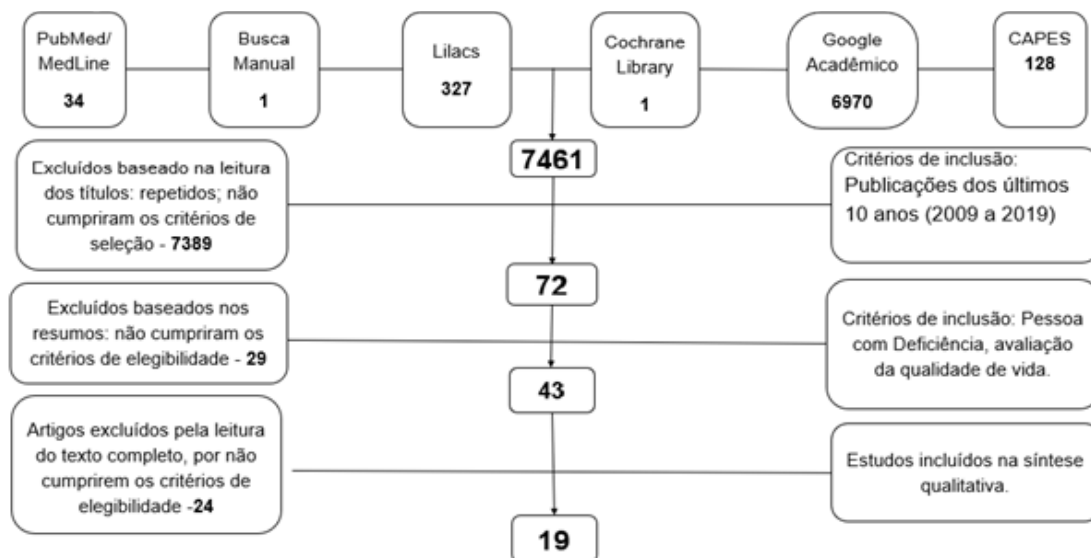 PubMed/
MedLine
34
Busca
Manual
1
Lilacs
327
Cochrane
Library
1
Google
Acadêmico
6970
CAPES
128
7461
Excluídos baseado na leitura
dos títulos: repetidos; não
cumpriram os critérios de
seleção - 7389
Critérios de inclusão:
Publicações dos últimos
10 anos (2009 a 2019)
72
Excluídos baseados nos
resumos: não cumpriram os
critérios de elegibilidade - 29
Critérios de inclusão: Pessoa
com Deficiência, avaliação
da qualidade de vida.
43
Artigos excluídos pela leitura
do texto completo, por não
cumprirem os critérios de
elegibilidade -24
Estudos incluídos na síntese
qualitativa.
19